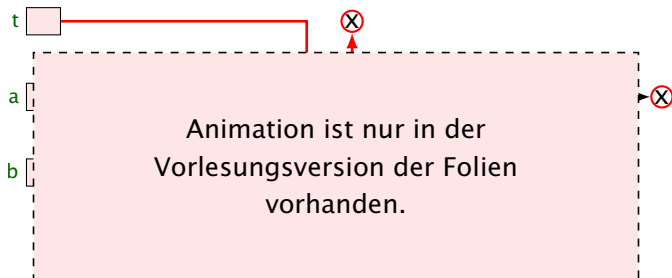 t
x
a
x
b
Animation ist nur in der
Vorlesungsversion der Folien
vorhanden.